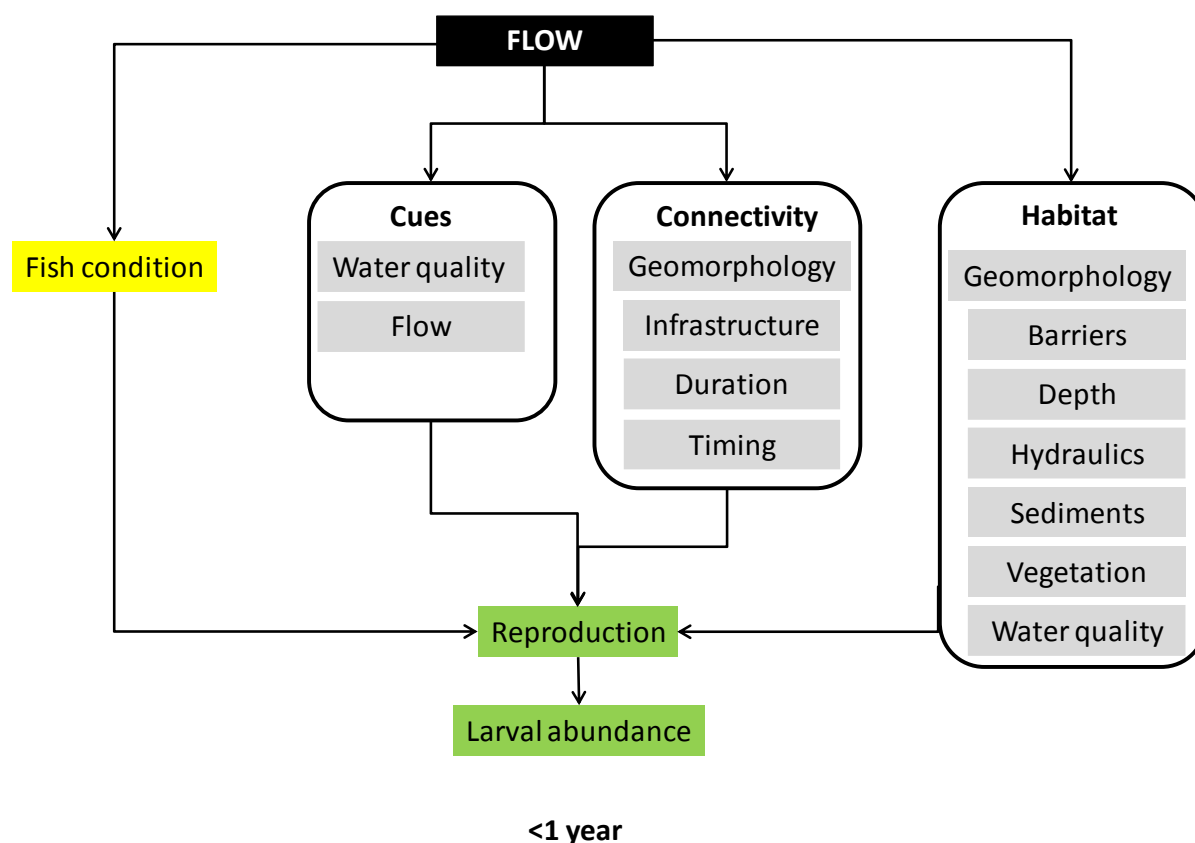 FLOW
Fish condition
Cues
Water quality
Flow
Connectivity
Geomorphology
Infrastructure
Duration
Timing
Habitat
Geomorphology
Barriers
Depth
Hydraulics
Sediments
Vegetation
Water quality
Reproduction
Larval abundance
<1 year